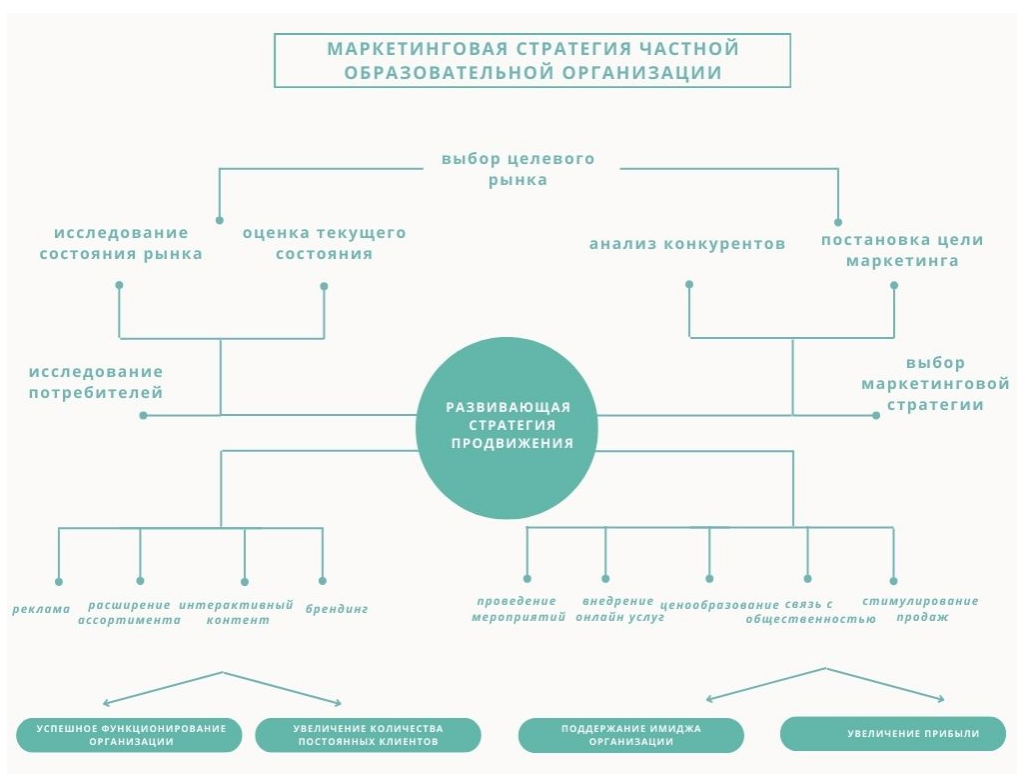 МАРКЕТИНГОВАЯ СТРАТЕГИЯ ЧАСТНОЙ
ОБРАЗОВАТЕЛЬНОЙ ОРГАНИЗАЦИИ
выбор целевого
рынка
исследование
состояния рынка
оценка текущего
состояния
анализ конкурентов
постановка цели
маркетинга
исследование
потребителей
выбор
маркетинговой
стратегии
РАЗВИВАЮЩАЯ
СТРАТЕГИЯ
ПРОДВИЖЕНИЯ
реклама
расширение
ассортимента
интерактивный
контент
брендинг
проведение
мероприятий
внедрение
онлайн услуг
ценообразование
связь с
общественностью
стимулирование
продаж
УСПЕШНОЕ ФУНКЦИОНИРОВАНИЕ
ОРГАНИЗАЦИИ
УВЕЛИЧЕНИЕ КОЛИЧЕСТВА
ПОСТОЯННЫХ КЛИЕНТОВ
ПОДДЕРЖАНИЕ ИМИДЖА
ОРГАНИЗАЦИИ
УВЕЛИЧЕНИЕ ПРИБЫЛИ